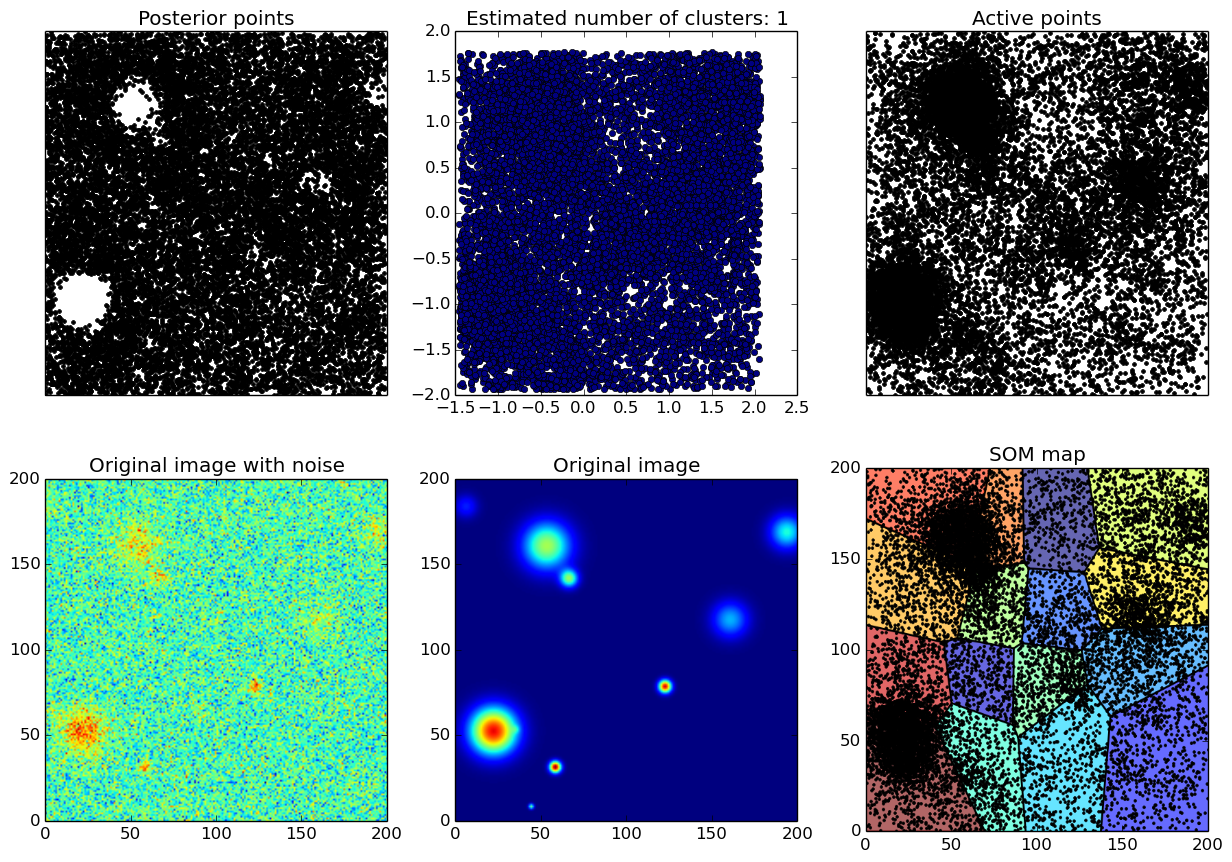 Posterior points
Estimated number of clusters: 1
Active points
2.0
1.5
1.0
0.5
0.0
−0.5
−1.0
−1.5
−2.0
−1.5 −1.0 −0.5 0.0 0.5 1.0 1.5 2.0 2.5
Original image with noise
200
150
100
50
0
0 50 100 150 200
Original image
200
150
100
50
0
0 50 100 150 200
SOM map
200
150
100
50
0
0 50 100 150 200